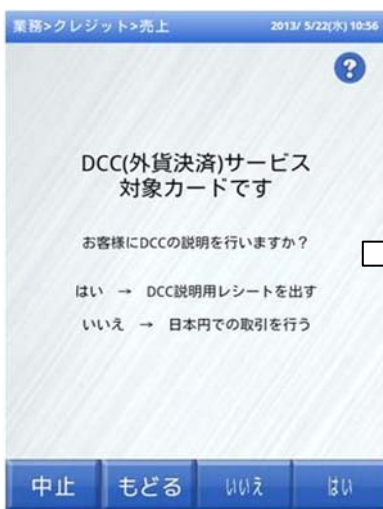 業務>クレジット>売上 2013/ 5/22(水) 10:56
?
DCC(外貨決済)サービス
対象カードです
お客様にDCCの説明を行いますか？
はい → DCC説明用レシートを出す
いいえ → 日本円での取引を行う
中止 もどる いいえ はい